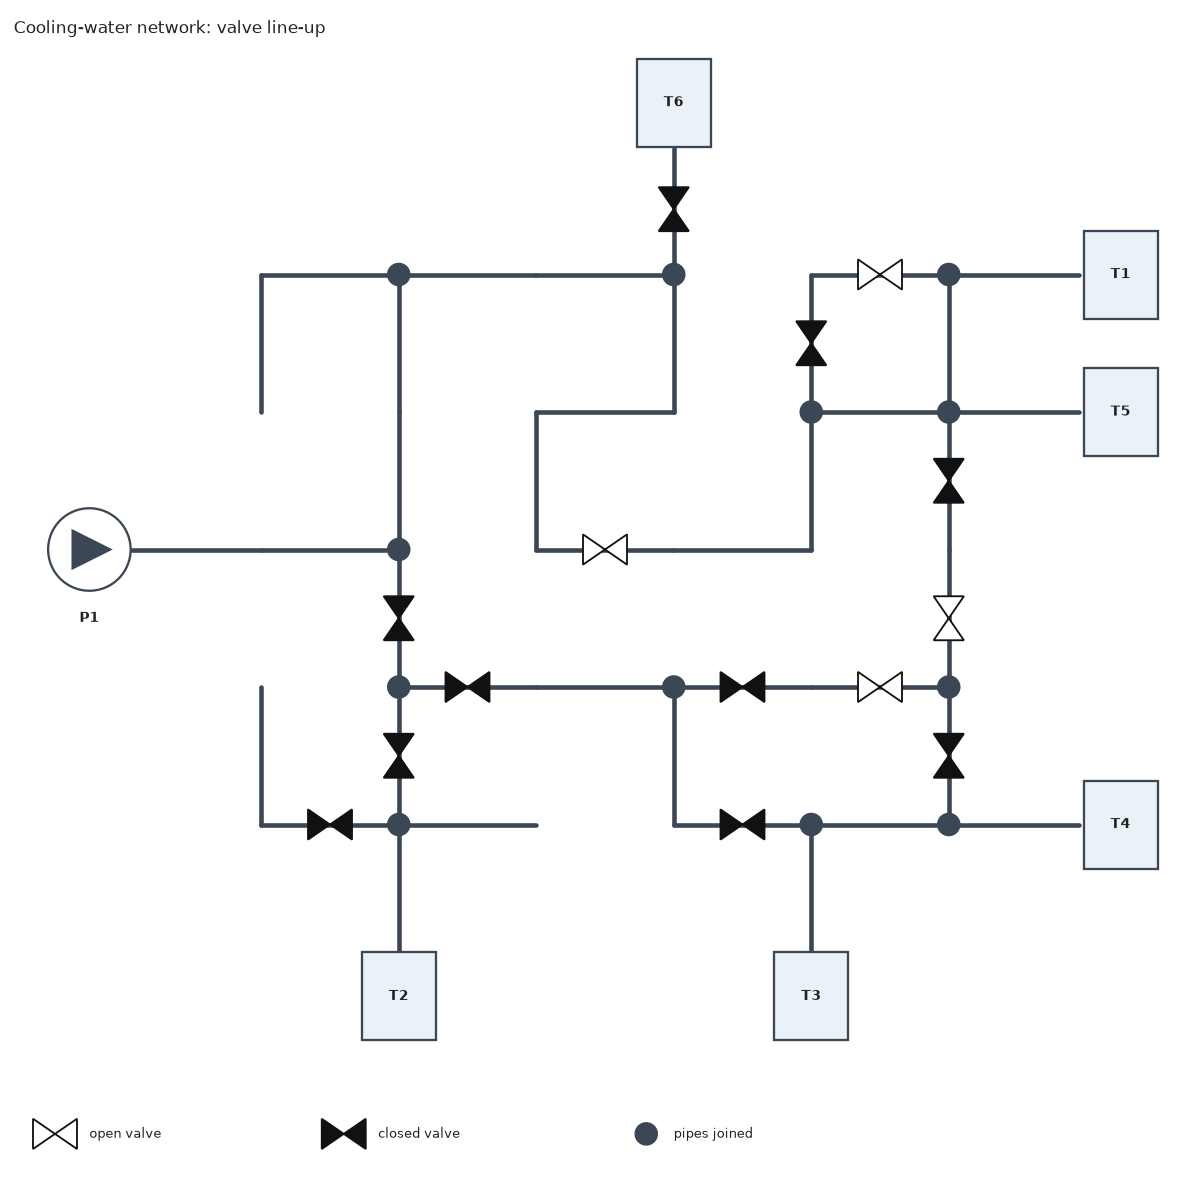 Cooling-water network: valve line-up
T6
T1
T5
P1
T4
T2
T3
open valve
closed valve
pipes joined